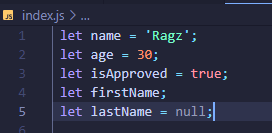 JS index.js > ...
1 let name = 'Ragz';
2 let age = 30;
3 let isApproved = true;
4 let firstName;
5 let lastName = null;